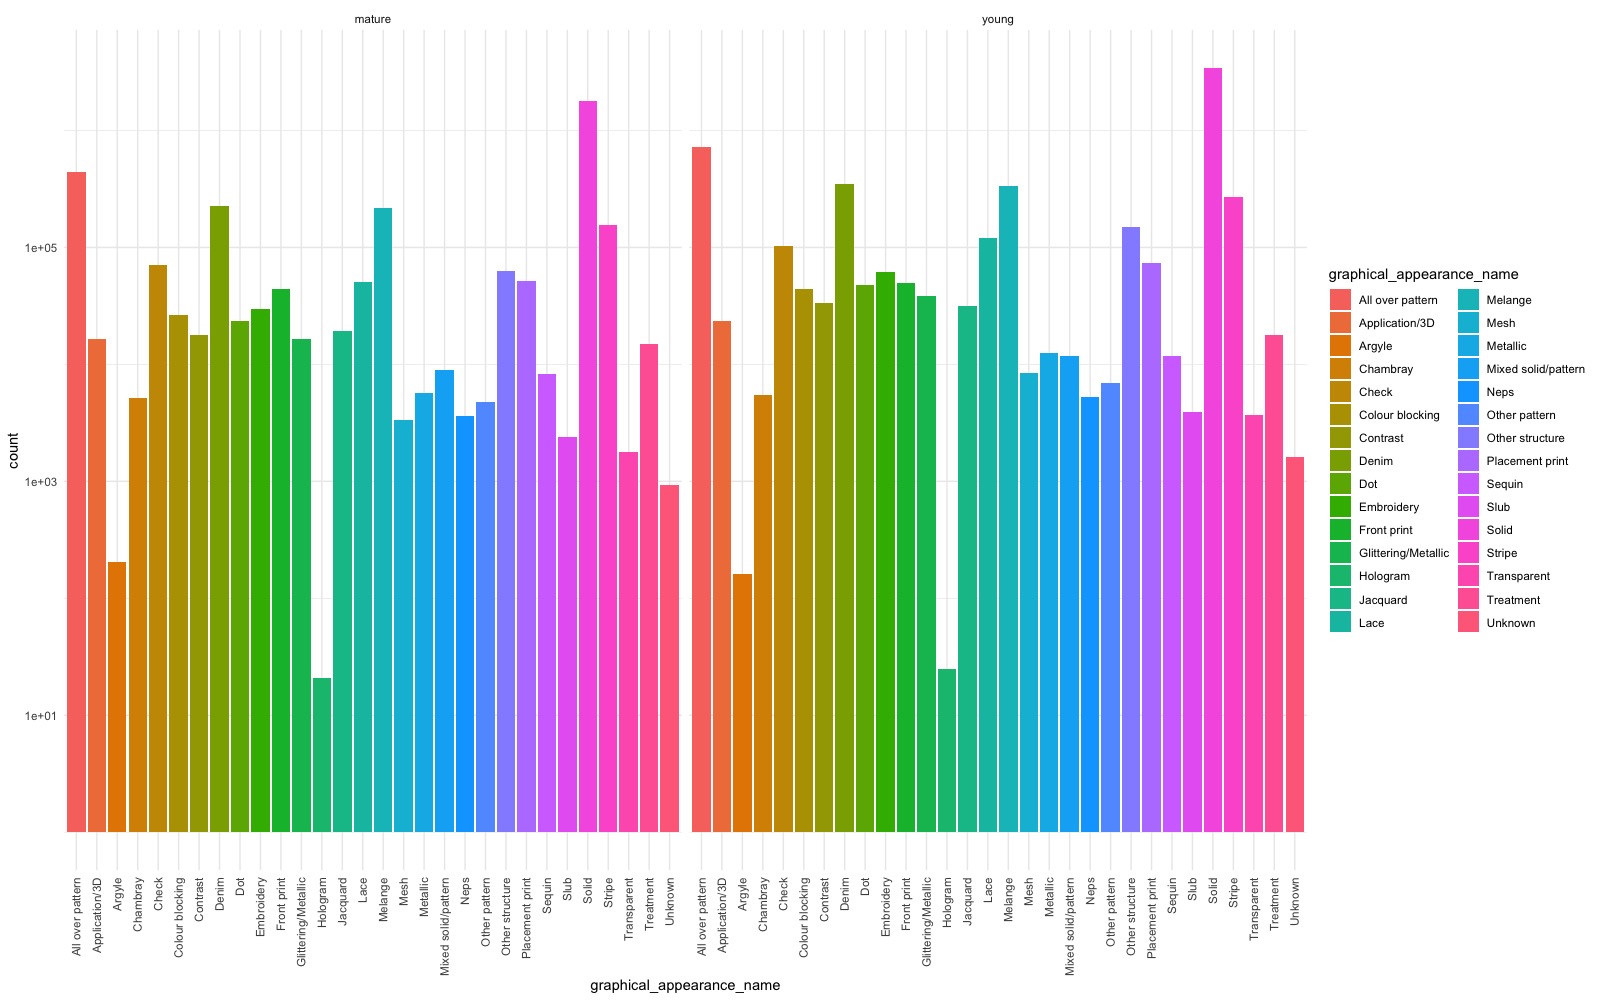 mature
young
1e+05
1e+03
1e+01
count
All over pattern
Application/3D
Argyle
Chambray
Check
Colour blocking
Contrast
Denim
Dot
Embroidery
Front print
Glittering/Metallic
Hologram
Jacquard
Lace
Melange
Mesh
Metallic
Mixed solid/pattern
Neps
Other pattern
Other structure
Placement print
Sequin
Slub
Solid
Stripe
Transparent
Treatment
Unknown
All over pattern
Application/3D
Argyle
Chambray
Check
Colour blocking
Contrast
Denim
Dot
Embroidery
Front print
Glittering/Metallic
Hologram
Jacquard
Lace
Melange
Mesh
Metallic
Mixed solid/pattern
Neps
Other pattern
Other structure
Placement print
Sequin
Slub
Solid
Stripe
Transparent
Treatment
Unknown
graphical_appearance_name
graphical_appearance_name
All over pattern
Application/3D
Argyle
Chambray
Check
Colour blocking
Contrast
Denim
Dot
Embroidery
Front print
Glittering/Metallic
Hologram
Jacquard
Lace
Melange
Mesh
Metallic
Mixed solid/pattern
Neps
Other pattern
Other structure
Placement print
Sequin
Slub
Solid
Stripe
Transparent
Treatment
Unknown